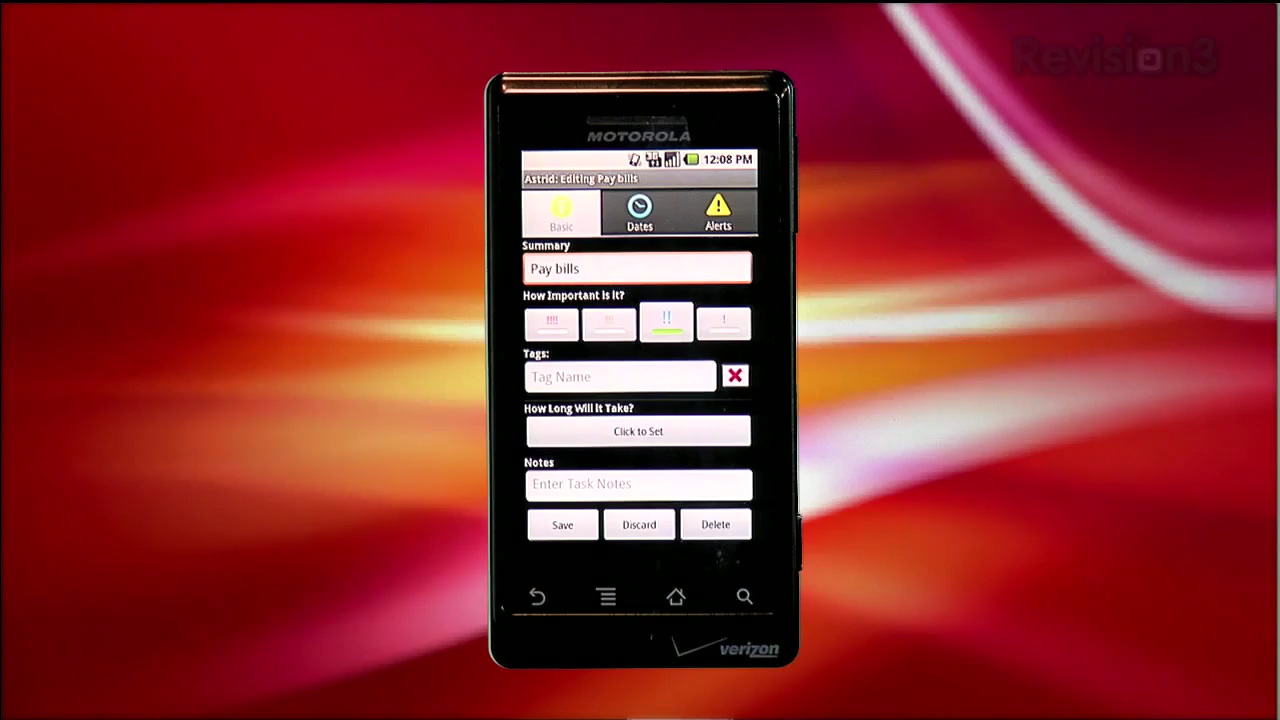 Revision3
MOTOROLA
12:08 PM
Astrid: Editing Pay bills
Basic
Dates
Alerts
Summary
Pay bills
How Important is it?
!!!!
!!!
!!
!
Tags:
Tag Name
How Long Will it Take?
Click to Set
Notes
Enter Task Notes
Save
Discard
Delete
verizon